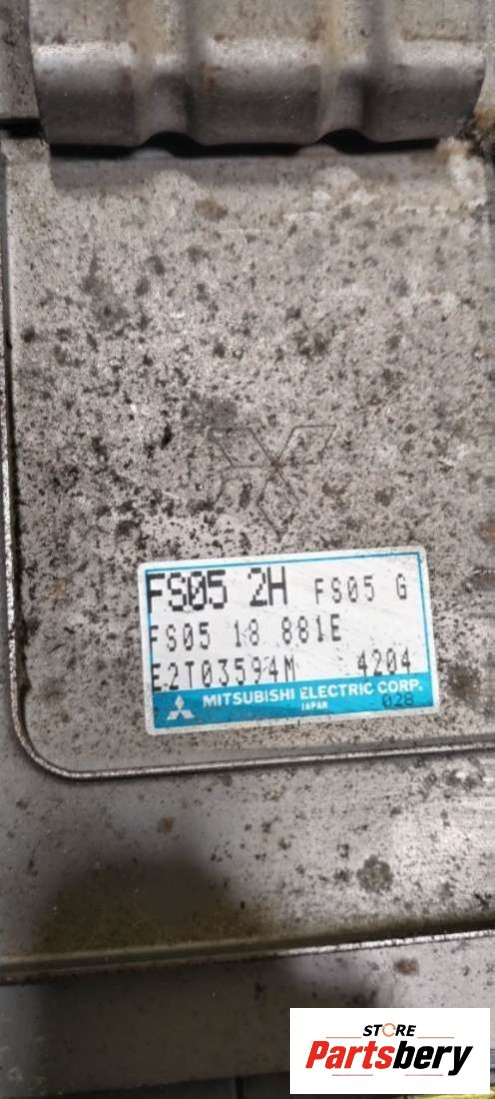 FS05 2H FS05 G
FS05 18 881E
E2T03594M 4204
MITSUBISHI ELECTRIC CORP.
JAPAN 028
STORE
Partsbery